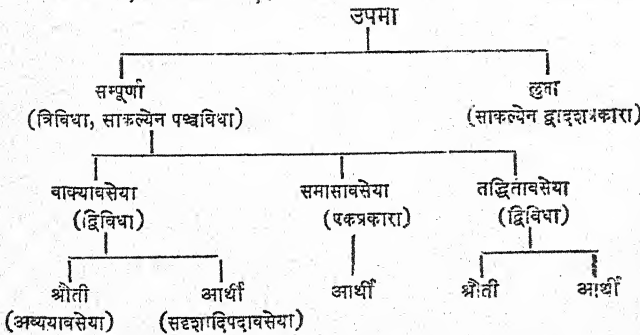 उपमा
सम्पूर्णा लुप्ता
(त्रिविधा, साकल्येन पञ्चविधा) (साकल्येन द्वादशप्रकारा)
वाक्यावसेया समासावसेया तद्धितावसेया
(द्विविधा) (एकप्रकारा) (द्विविधा)
श्रौती आर्थी आर्थी श्रौती आर्थी
(अव्ययावसेया) (सदृशादिपदावसेया)